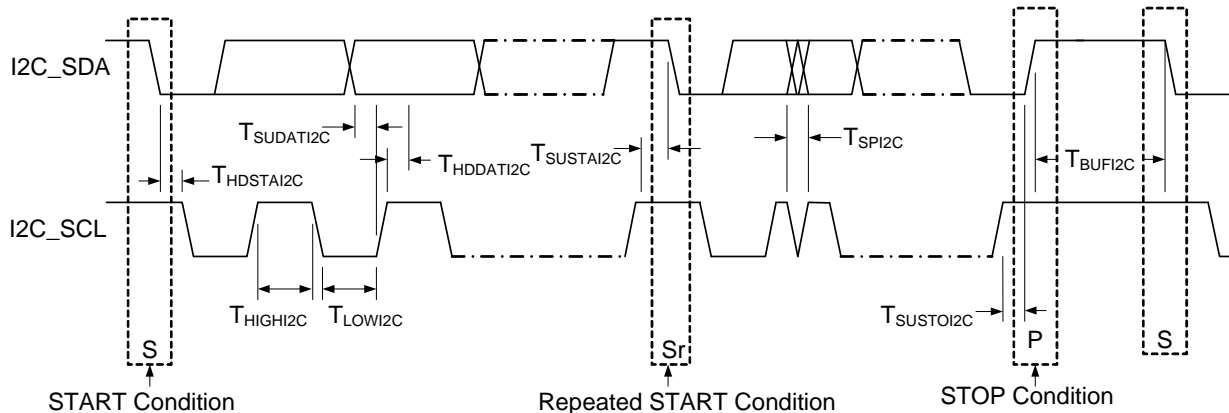 I2C_SDA
T_SUDATI2C
T_HDDATI2C
T_SUSTAI2C
T_SPI2C
T_BUFI2C
T_HDSTAI2C
I2C_SCL
T_HIGHI2C
T_LOWI2C
T_SUSTOI2C
S
Sr
P
S
START Condition
Repeated START Condition
STOP Condition